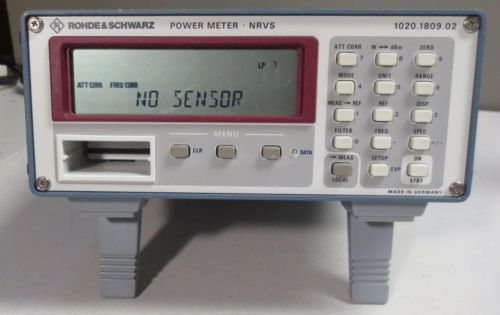 ROHDE&SCHWARZ POWER METER · NRVS 1020.1809.02
LP 7
ATT CORR FREQ CORR
NO SENSOR
MENU
CLR
DATA
ATT CORR W ↔ dBm ZERO
7 8 9
MODE UNIT RANGE
4 5 6
MEAS→REF REF DISP
1 2 3
FILTER FREQ SPEC
0 · +/-
→ MEAS SETUP ON
LOCAL EXP STBY
MADE IN GERMANY